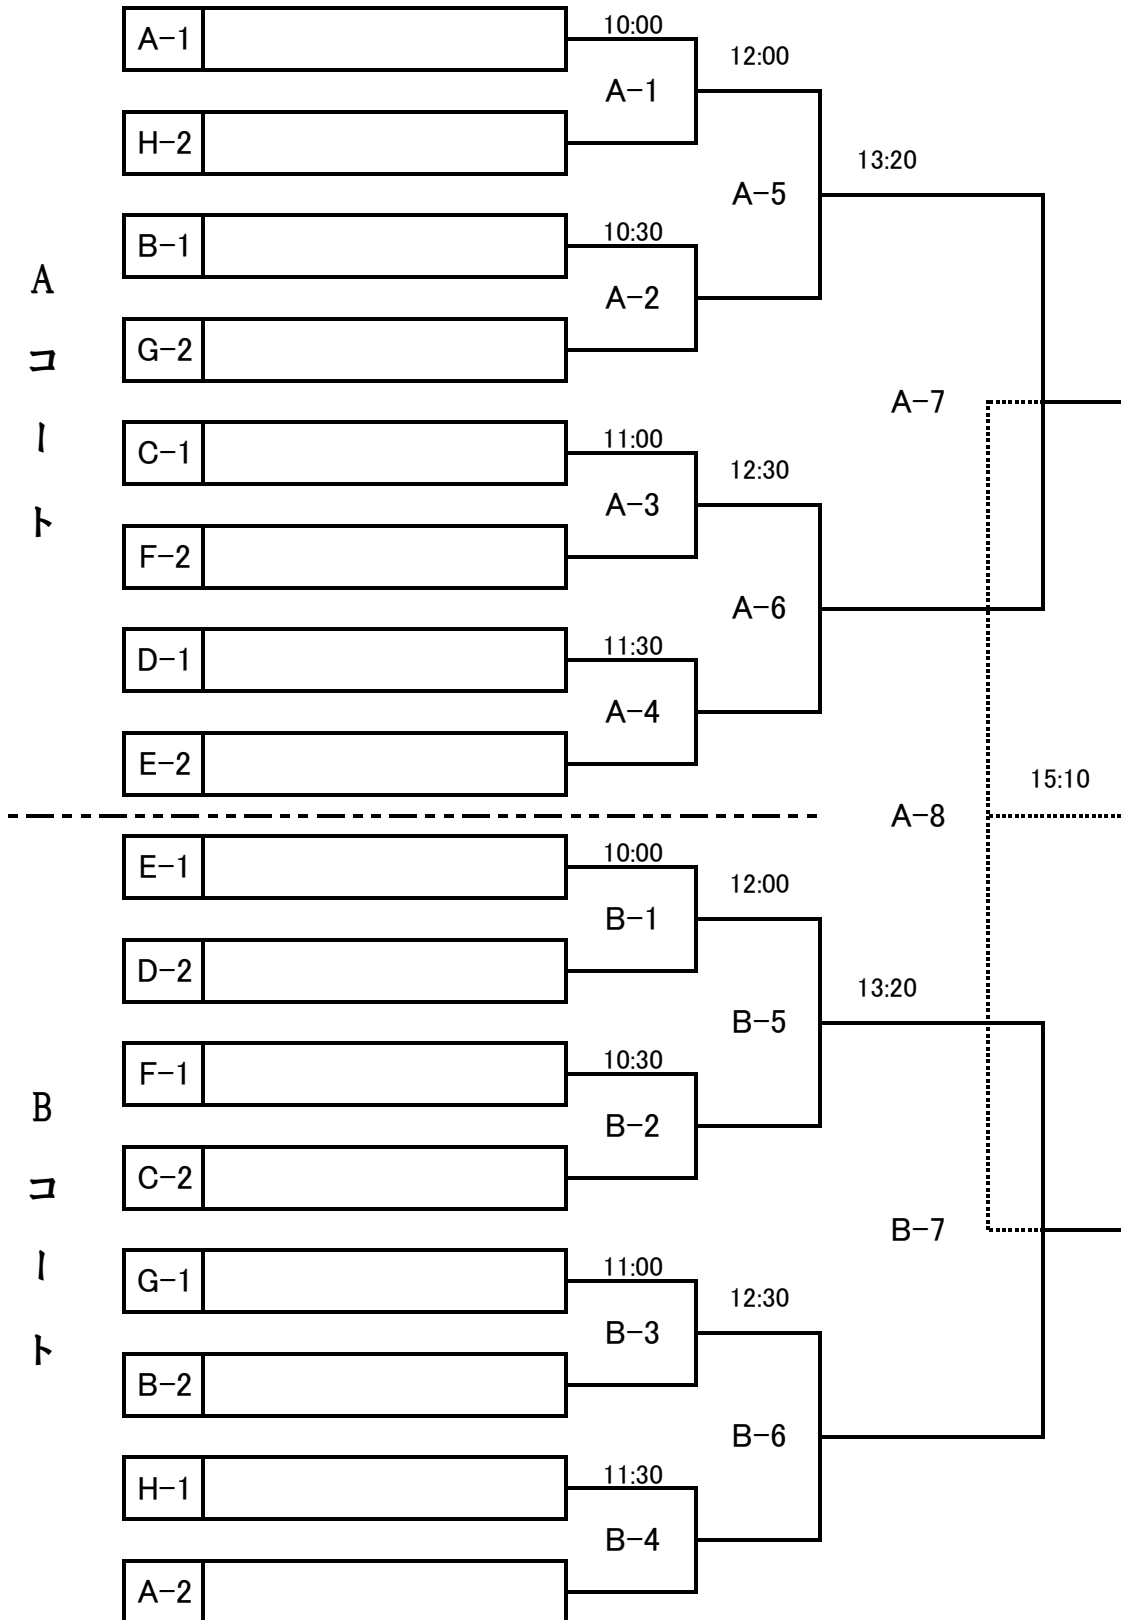 A-1
10:00
12:00
A-1
H-2
13:20
A-5
B-1
10:30
A-2
G-2
Aコート
A-7
C-1
11:00
12:30
A-3
F-2
A-6
D-1
11:30
A-4
E-2
15:10
A-8
E-1
10:00
12:00
B-1
D-2
13:20
B-5
F-1
10:30
B-2
C-2
Bコート
B-7
G-1
11:00
12:30
B-3
B-2
B-6
H-1
11:30
B-4
A-2